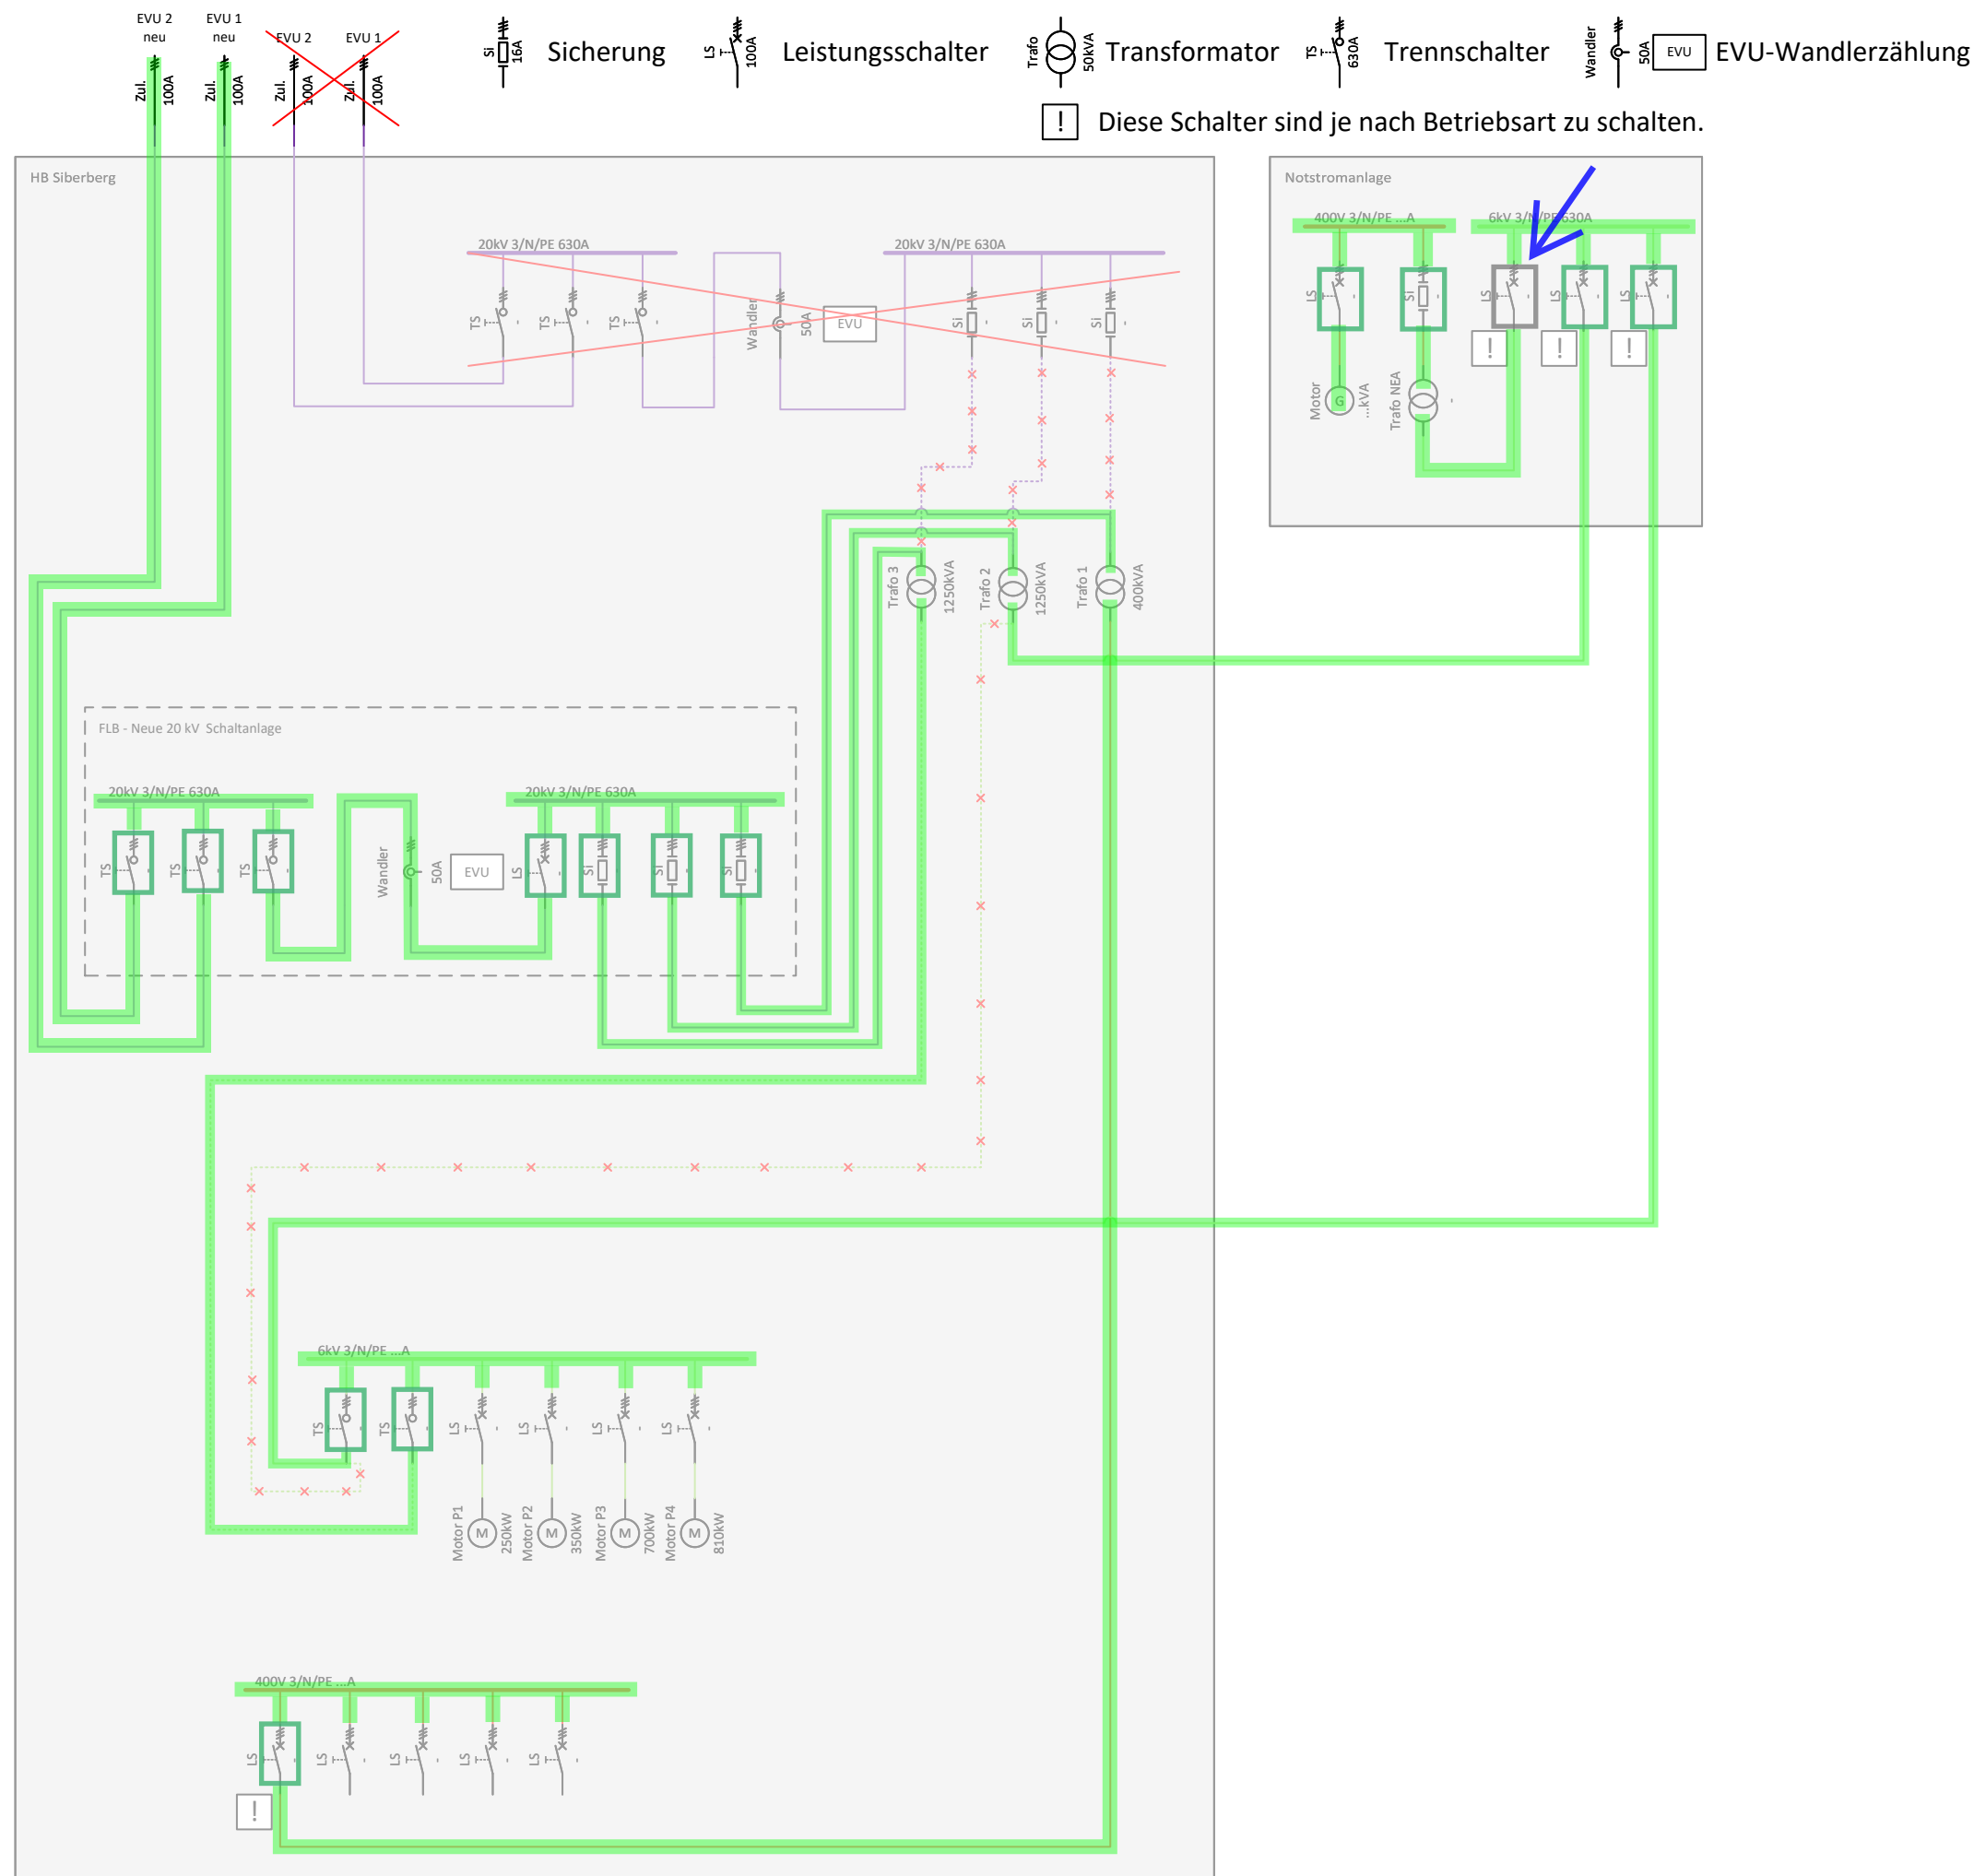 EVU 2
neu
EVU 1
neu
EVU 2
EVU 1
Zul.
100A
Zul.
100A
Zul.
100A
Zul.
100A
Si
16A
Sicherung
LS
100A
Leistungsschalter
Trafo
50kVA
Transformator
TS
630A
Trennschalter
Wandler
50A
EVU
EVU-Wandlerzählung
! Diese Schalter sind je nach Betriebsart zu schalten.
HB Siberberg
Notstromanlage
400V 3/N/PE ...A
6kV 3/N/PE 630A
LS
-
Si
-
LS
-
LS
-
LS
-
!
!
!
Motor
G
...kVA
Trafo NEA
-
20kV 3/N/PE 630A
20kV 3/N/PE 630A
TS
-
TS
-
TS
-
Wandler
50A
EVU
Si
-
Si
-
Si
-
Trafo 3
1250kVA
Trafo 2
1250kVA
Trafo 1
400kVA
FLB - Neue 20 kV  Schaltanlage
20kV 3/N/PE 630A
20kV 3/N/PE 630A
TS
-
TS
-
TS
-
Wandler
50A
EVU
LS
-
Si
-
Si
-
Si
-
6kV 3/N/PE ...A
TS
-
TS
-
LS
-
LS
-
LS
-
LS
-
Motor P1
M
250kW
Motor P2
M
350kW
Motor P3
M
700kW
Motor P4
M
810kW
400V 3/N/PE ...A
LS
-
LS
-
LS
-
LS
-
LS
-
!